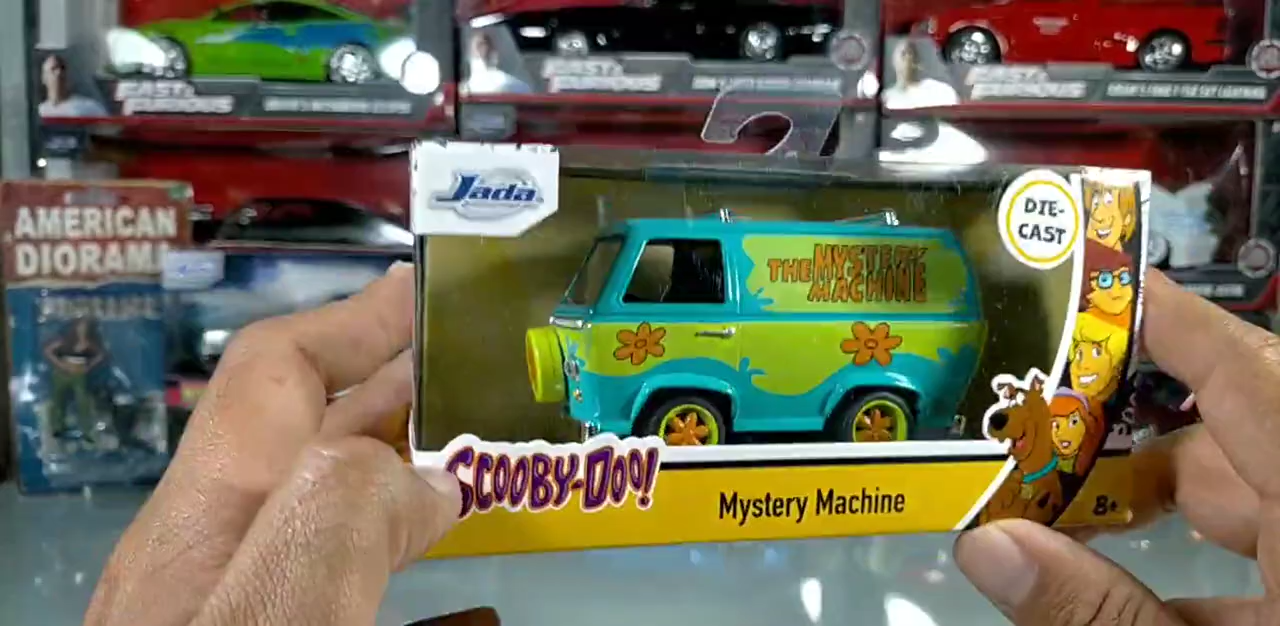 FAST & FURIOUS
FAST & FURIOUS
FAST & FURIOUS
AMERICAN
DIORAMA
Jada
DIE-
CAST
THE MYSTERY
MACHINE
SCOOBY-DOO!
Mystery Machine
8+